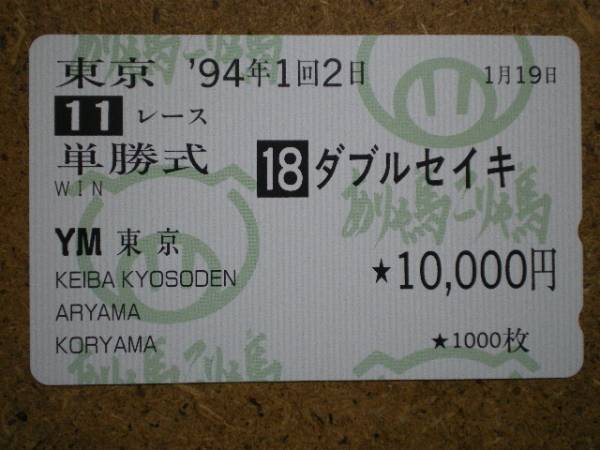 東京 '94年1回2日 1月19日
11 レース
単勝式 18 ダブルセイキ
WIN
YM 東京
KEIBA KYOSODEN
★10,000円
ARYAMA
KORYAMA
★1000枚